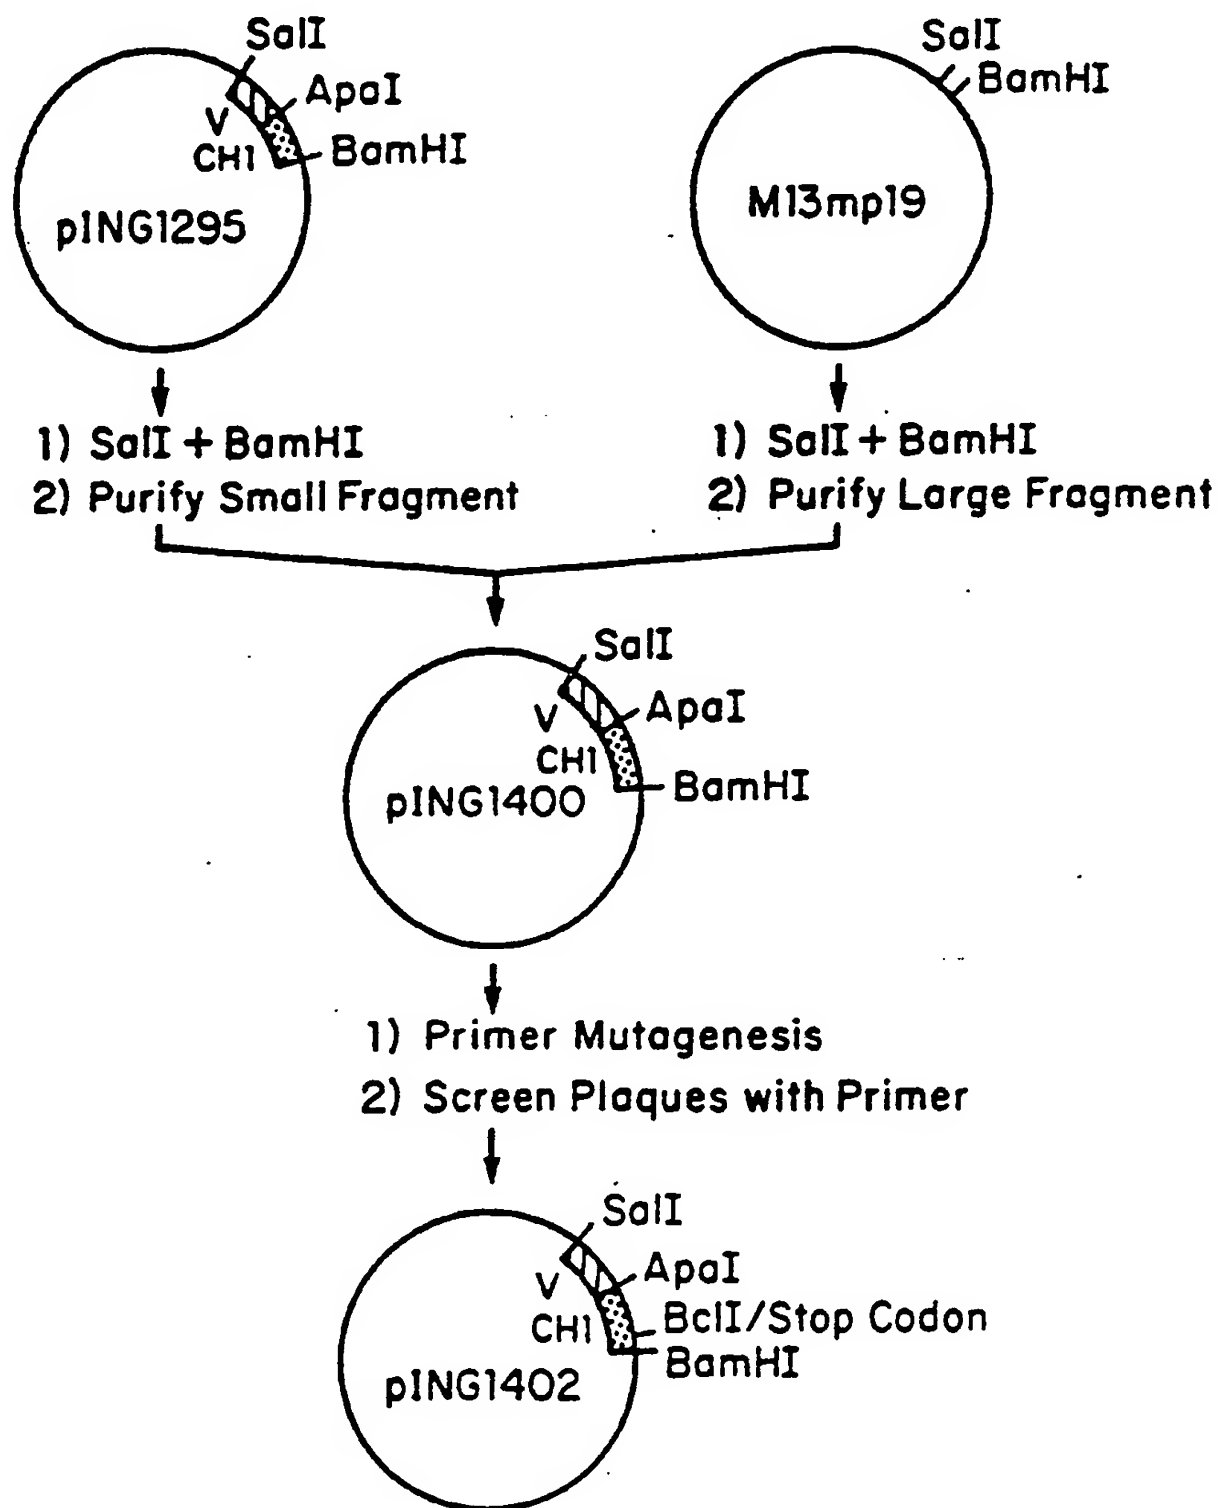 SalI
ApaI
V
CH1
BamHI
pING1295
SalI
BamHI
M13mp19
1) SalI + BamHI
2) Purify Small Fragment
1) SalI + BamHI
2) Purify Large Fragment
SalI
ApaI
V
CH1
BamHI
pING1400
1) Primer Mutagenesis
2) Screen Plaques with Primer
SalI
ApaI
V
BclI/Stop Codon
CH1
BamHI
pING1402